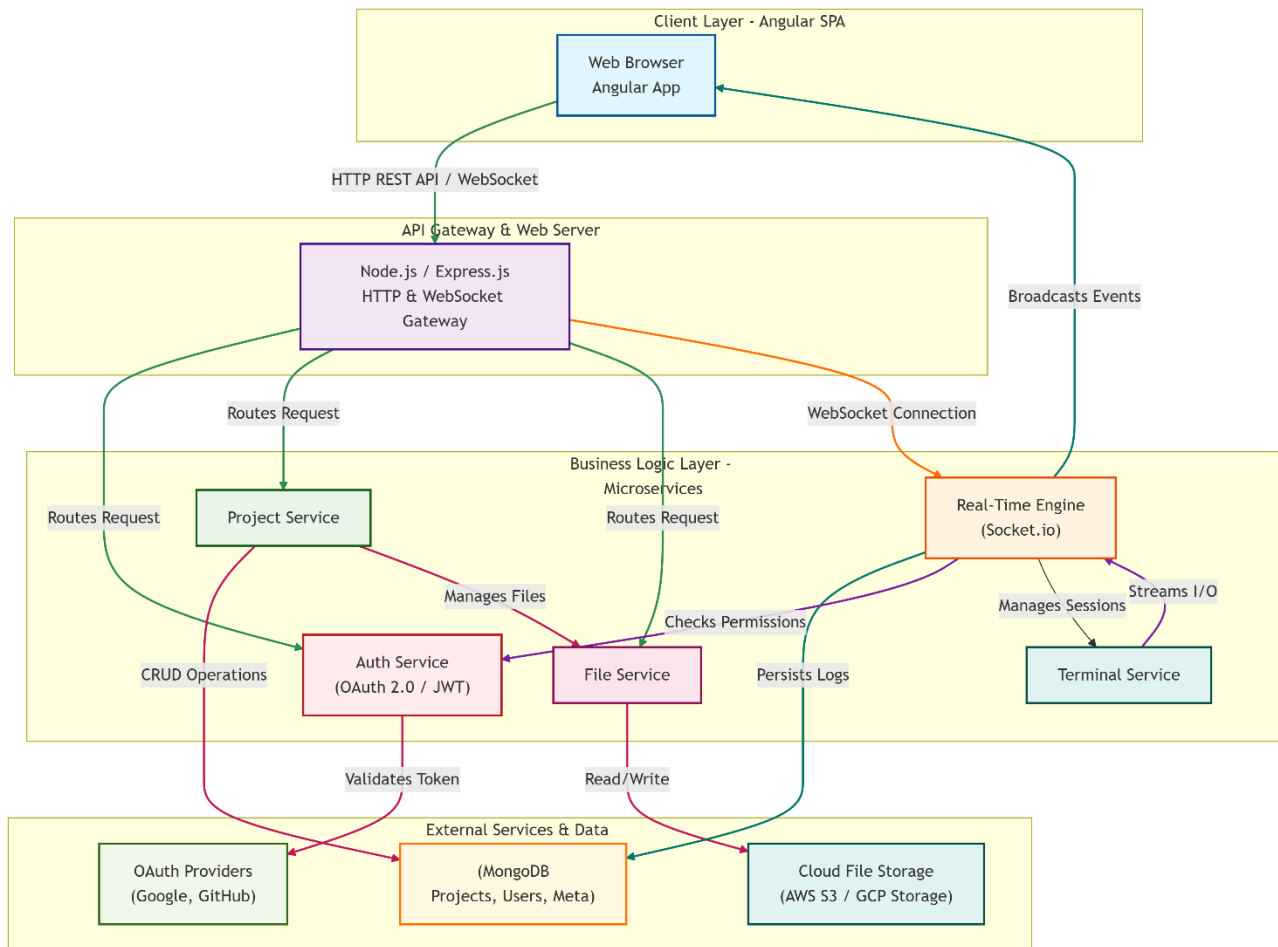 Client Layer - Angular SPA
Web Browser
Angular App
HTTP REST API / WebSocket
API Gateway & Web Server
Node.js / Express.js
HTTP & WebSocket
Gateway
Broadcasts Events
Routes Request
WebSocket Connection
Business Logic Layer -
Microservices
Routes Request
Project Service
Routes Request
Real-Time Engine
(Socket.io)
Manages Files
Streams I/O
Manages Sessions
Checks Permissions
CRUD Operations
Auth Service
(OAuth 2.0 / JWT)
File Service
Persists Logs
Terminal Service
Validates Token
Read/Write
External Services & Data
OAuth Providers
(Google, GitHub)
(MongoDB
Projects, Users, Meta)
Cloud File Storage
(AWS S3 / GCP Storage)